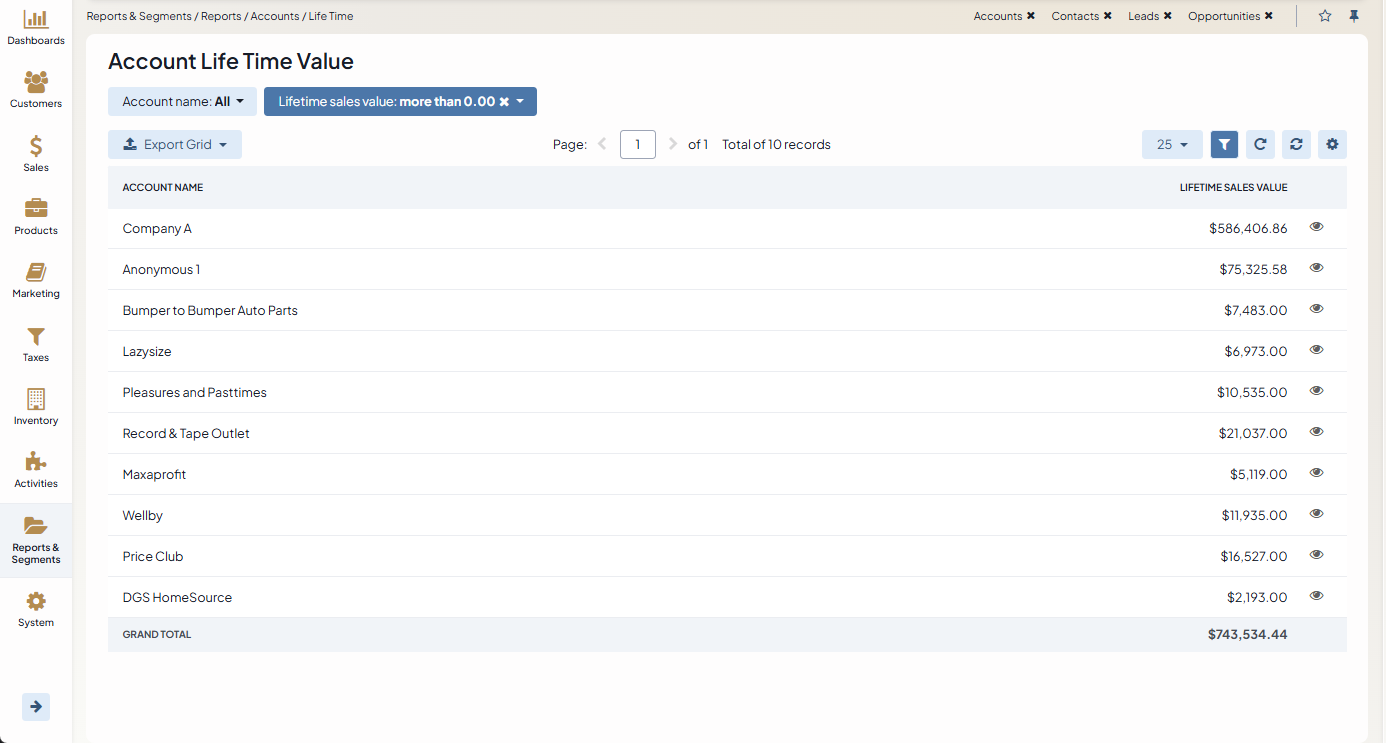 Reports & Segments / Reports / Accounts / Life Time
Accounts ✖ Contacts ✖ Leads ✖ Opportunities ✖
Dashboards
Customers
Sales
Products
Marketing
Taxes
Inventory
Activities
Reports &
Segments
System
Account Life Time Value
Account name: All
Lifetime sales value: more than 0.00 ✖
Export Grid
Page: 1 of 1 Total of 10 records
25
ACCOUNT NAME LIFETIME SALES VALUE
Company A $586,406.86
Anonymous 1 $75,325.58
Bumper to Bumper Auto Parts $7,483.00
Lazysize $6,973.00
Pleasures and Pasttimes $10,535.00
Record & Tape Outlet $21,037.00
Maxaprofit $5,119.00
Wellby $11,935.00
Price Club $16,527.00
DGS HomeSource $2,193.00
GRAND TOTAL $743,534.44